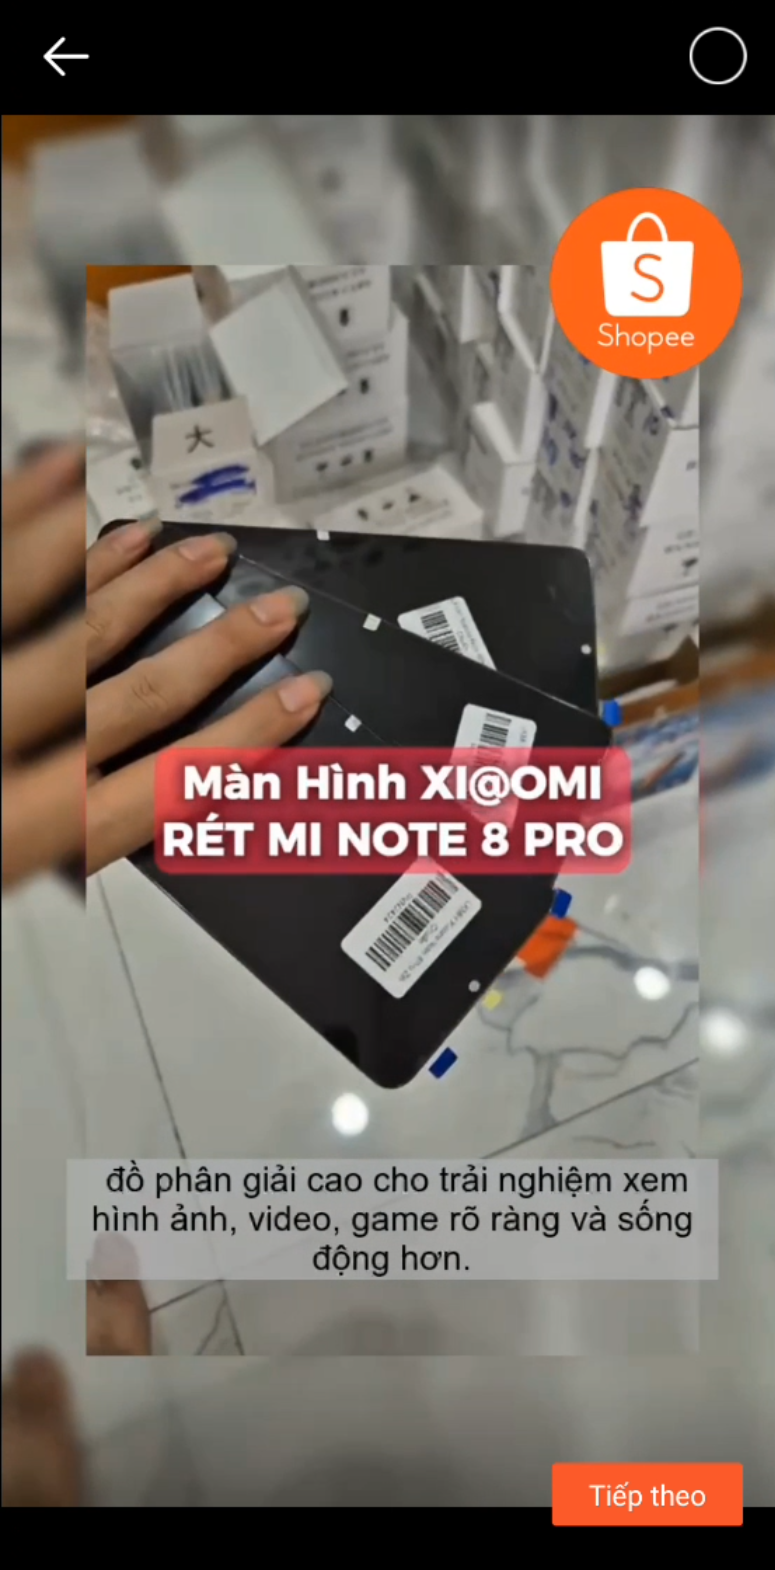 Shopee
大
Màn Hình XI@OMI
RÉT MI NOTE 8 PRO
đồ phân giải cao cho trải nghiệm xem
hình ảnh, video, game rõ ràng và sống
động hơn.
Tiếp theo